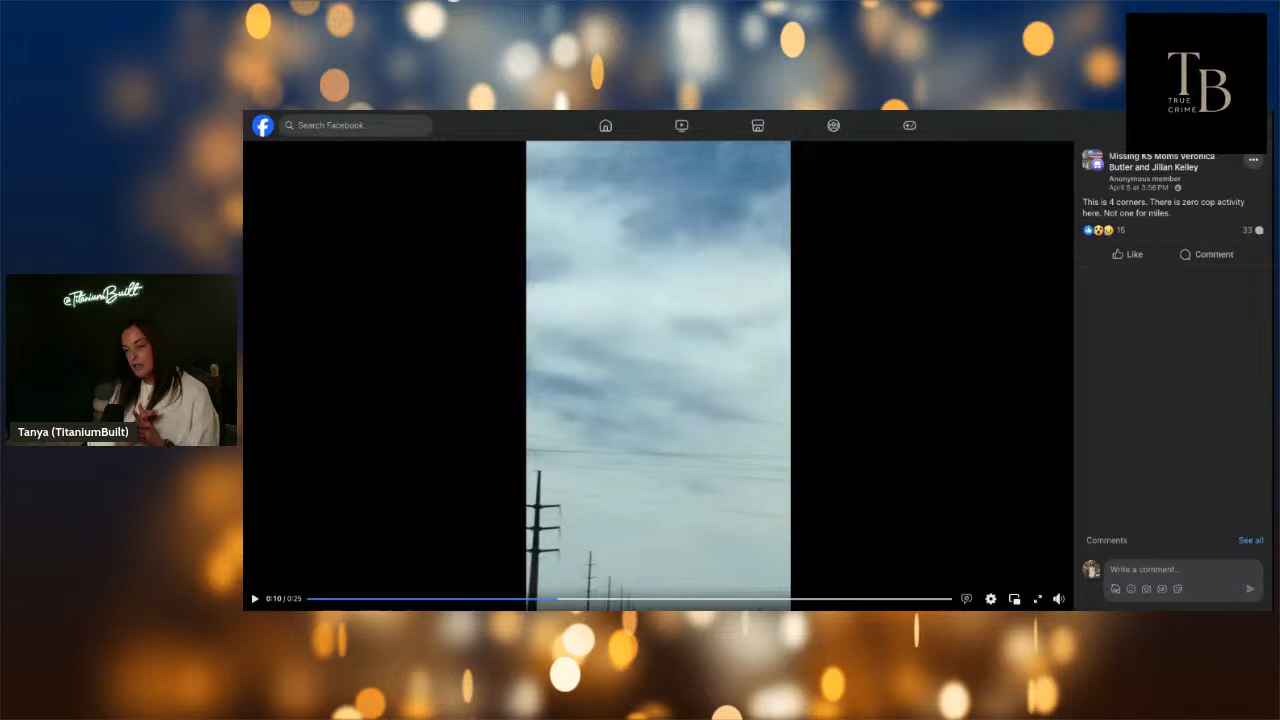 TB
TRUE
CRIME
Search Facebook
Missing KS Moms Veronica
Butler and Jilian Kelley
Anonymous member
April 5 at 3:56 PM
This is 4 corners. There is zero cop activity
here. Not one for miles.
15
33
Like
Comment
@TitaniumBuilt
Tanya (TitaniumBuilt)
Comments
See all
Write a comment...
0:10 / 0:25